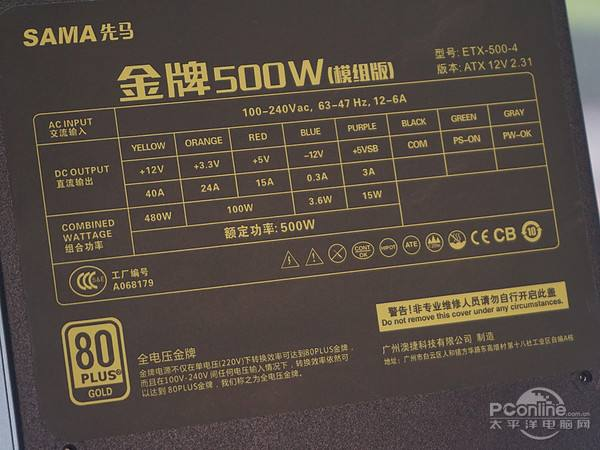 SAMA 先马
金牌500W(模组版)
型号: ETX-500-4
版本: ATX 12V 2.31
AC INPUT
交流输入
100-240Vac, 63-47 Hz, 12-6A
DC OUTPUT
直流输出
YELLOW ORANGE RED BLUE PURPLE BLACK GREEN GRAY
+12V +3.3V +5V -12V +5VSB COM PS-ON PW-OK
40A 24A 15A 0.3A 3A
COMBINED
WATTAGE
组合功率
480W 100W 3.6W 15W
额定功率: 500W
CCC S&E
工厂编号
A068179
CONT OK HIPOT ATE CE CB 10
警告!非专业维修人员请勿自行开启此盖
Do not remove this cover under any circumstances.
80 PLUS®
GOLD
全电压金牌
金牌电源不仅在单电压(220V)下转换效率可达到80PLUS金牌,
而且在100V-240V 间任何电压输入情况下, 转换效率依然可
以达到 80PLUS金牌, 我们称之为全电压金牌。
广州澳捷科技有限公司 制造
地址: 广州市白云区人和镇方华路东高塱村第十八社工业区自编A栋
PConline.com.cn
太平洋电脑网